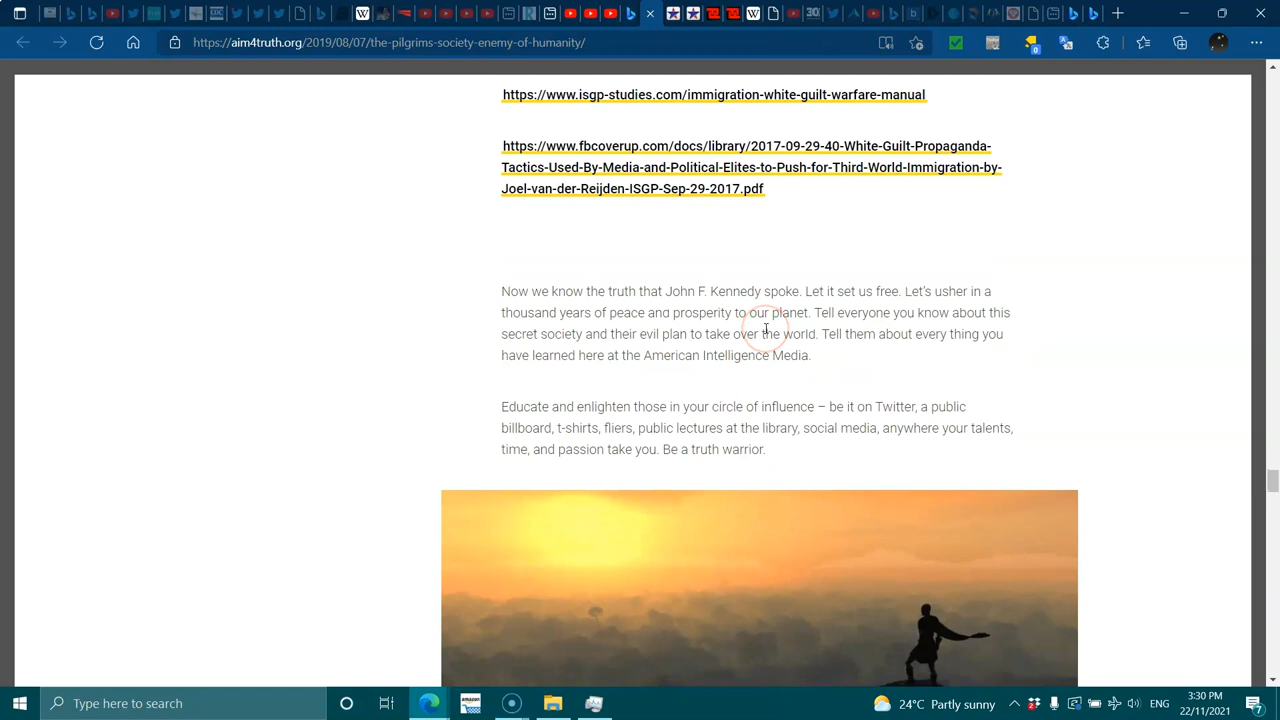 https://aim4truth.org/2019/08/07/the-pilgrims-society-enemy-of-humanity/
https://www.isgp-studies.com/immigration-white-guilt-warfare-manual
https://www.fbcoverup.com/docs/library/2017-09-29-40-White-Guilt-Propaganda-
Tactics-Used-By-Media-and-Political-Elites-to-Push-for-Third-World-Immigration-by-
Joel-van-der-Reijden-ISGP-Sep-29-2017.pdf
Now we know the truth that John F. Kennedy spoke. Let it set us free. Let's usher in a
thousand years of peace and prosperity to our planet. Tell everyone you know about this
secret society and their evil plan to take over the world. Tell them about every thing you
have learned here at the American Intelligence Media.
Educate and enlighten those in your circle of influence – be it on Twitter, a public
billboard, t-shirts, fliers, public lectures at the library, social media, anywhere your talents,
time, and passion take you. Be a truth warrior.
Type here to search
24°C Partly sunny
ENG
3:30 PM
22/11/2021